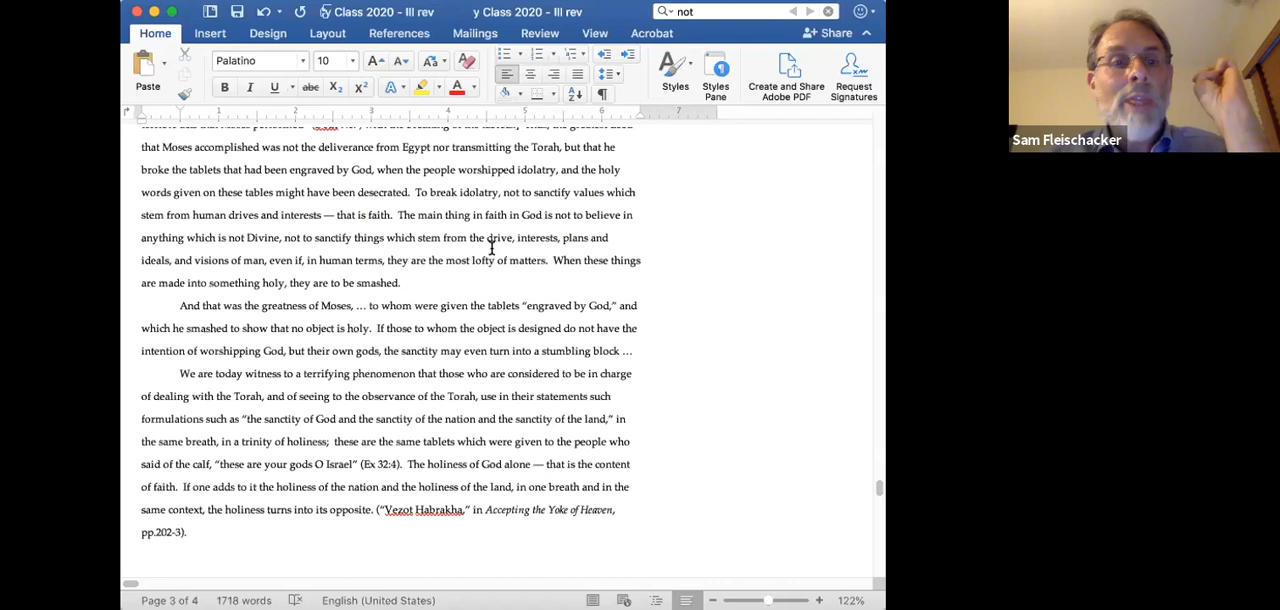 Class 2020 - III rev
y Class 2020 - III rev
not
Home
Insert
Design
Layout
References
Mailings
Review
View
Acrobat
Share
Paste
Palatino
10
Styles
Styles Pane
Create and Share Adobe PDF
Request Signatures
B I U abc X₂ X² A A
1 2 3 4 5 6 7
that Moses accomplished was not the deliverence from Egypt nor transmitting the Torah, but that he
broke the tablets that had been engraved by God, when the people worshipped idolatry, and the holy
words given on these tables might have been desecrated. To break idolatry, not to sanctify values which
stem from human drives and interests — that is faith. The main thing in faith in God is not to believe in
anything which is not Divine, not to sanctify things which stem from the drive, interests, plans and
ideals, and visions of man, even if, in human terms, they are the most lofty of matters. When these things
are made into something holy, they are to be smashed.
And that was the greatness of Moses, … to whom were given the tablets “engraved by God,” and
which he smashed to show that no object is holy. If those to whom the object is designed do not have the
intention of worshipping God, but their own gods, the sanctity may even turn into a stumbling block …
We are today witness to a terrifying phenomenon that those who are considered to be in charge
of dealing with the Torah, and of seeing to the observance of the Torah, use in their statements such
formulations such as “the sanctity of God and the sanctity of the nation and the sanctity of the land,” in
the same breath, in a trinity of holiness; these are the same tablets which were given to the people who
said of the calf, “these are your gods O Israel” (Ex 32:4). The holiness of God alone — that is the content
of faith. If one adds to it the holiness of the nation and the holiness of the land, in one breath and in the
same context, the holiness turns into its opposite. (“Vezot Habrakha,” in Accepting the Yoke of Heaven,
pp.202-3).
Page 3 of 4
1718 words
English (United States)
122%
Sam Fleischacker